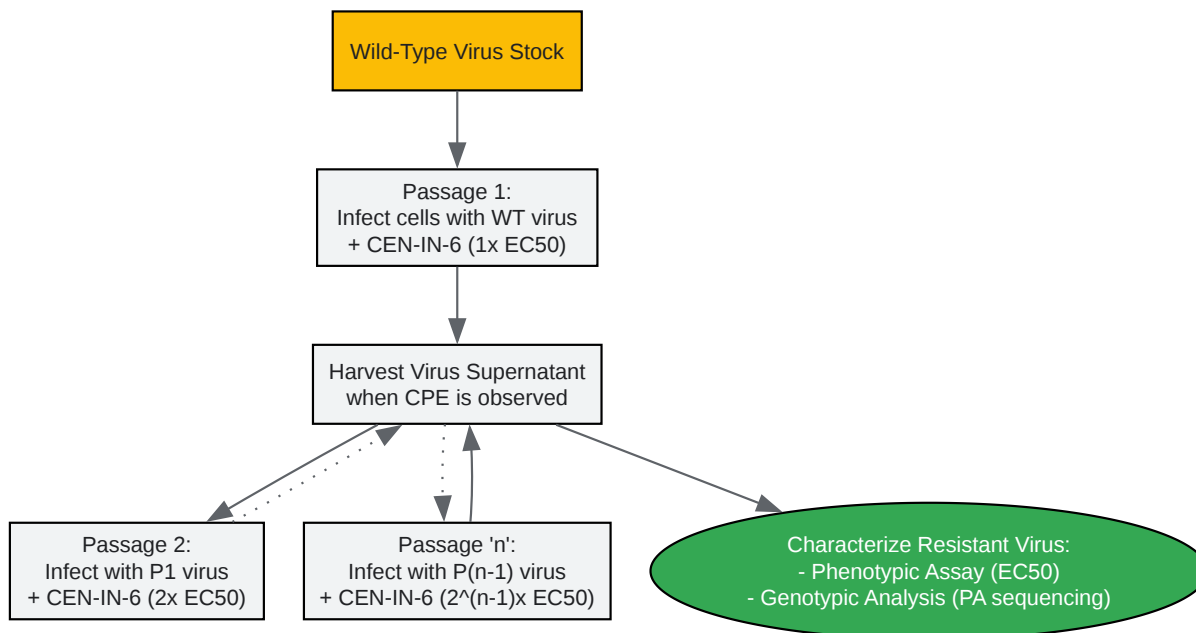 Wild-Type Virus Stock
Passage 1:
Infect cells with WT virus
+ CEN-IN-6 (1x EC50)
Harvest Virus Supernatant
when CPE is observed
Passage 2:
Infect with P1 virus
+ CEN-IN-6 (2x EC50)
Passage 'n':
Infect with P(n-1) virus
+ CEN-IN-6 (2^(n-1)x EC50)
Characterize Resistant Virus:
- Phenotypic Assay (EC50)
- Genotypic Analysis (PA sequencing)